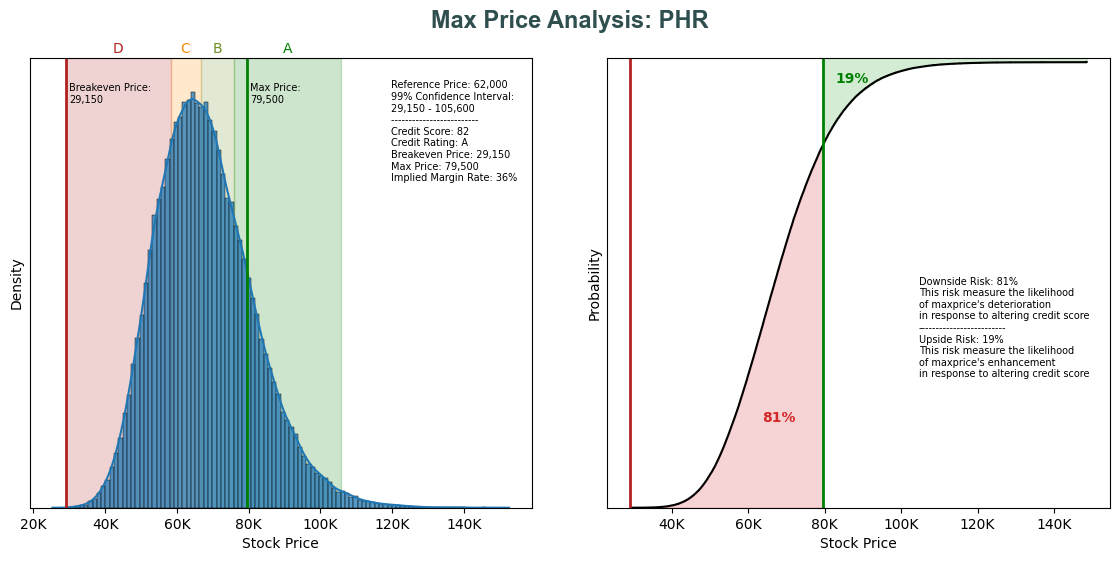 Max Price Analysis: PHR
D C B A
Breakeven Price:
29,150
Max Price:
79,500
Reference Price: 62,000
99% Confidence Interval:
29,150 - 105,600
-------------------------
Credit Score: 82
Credit Rating: A
Breakeven Price: 29,150
Max Price: 79,500
Implied Margin Rate: 36%
Density
20K 40K 60K 80K 100K 120K 140K
Stock Price
19%
81%
Downside Risk: 81%
This risk measure the likelihood
of maxprice's deterioration
in response to altering credit score
-------------------------
Upside Risk: 19%
This risk measure the likelihood
of maxprice's enhancement
in response to altering credit score
Probability
40K 60K 80K 100K 120K 140K
Stock Price